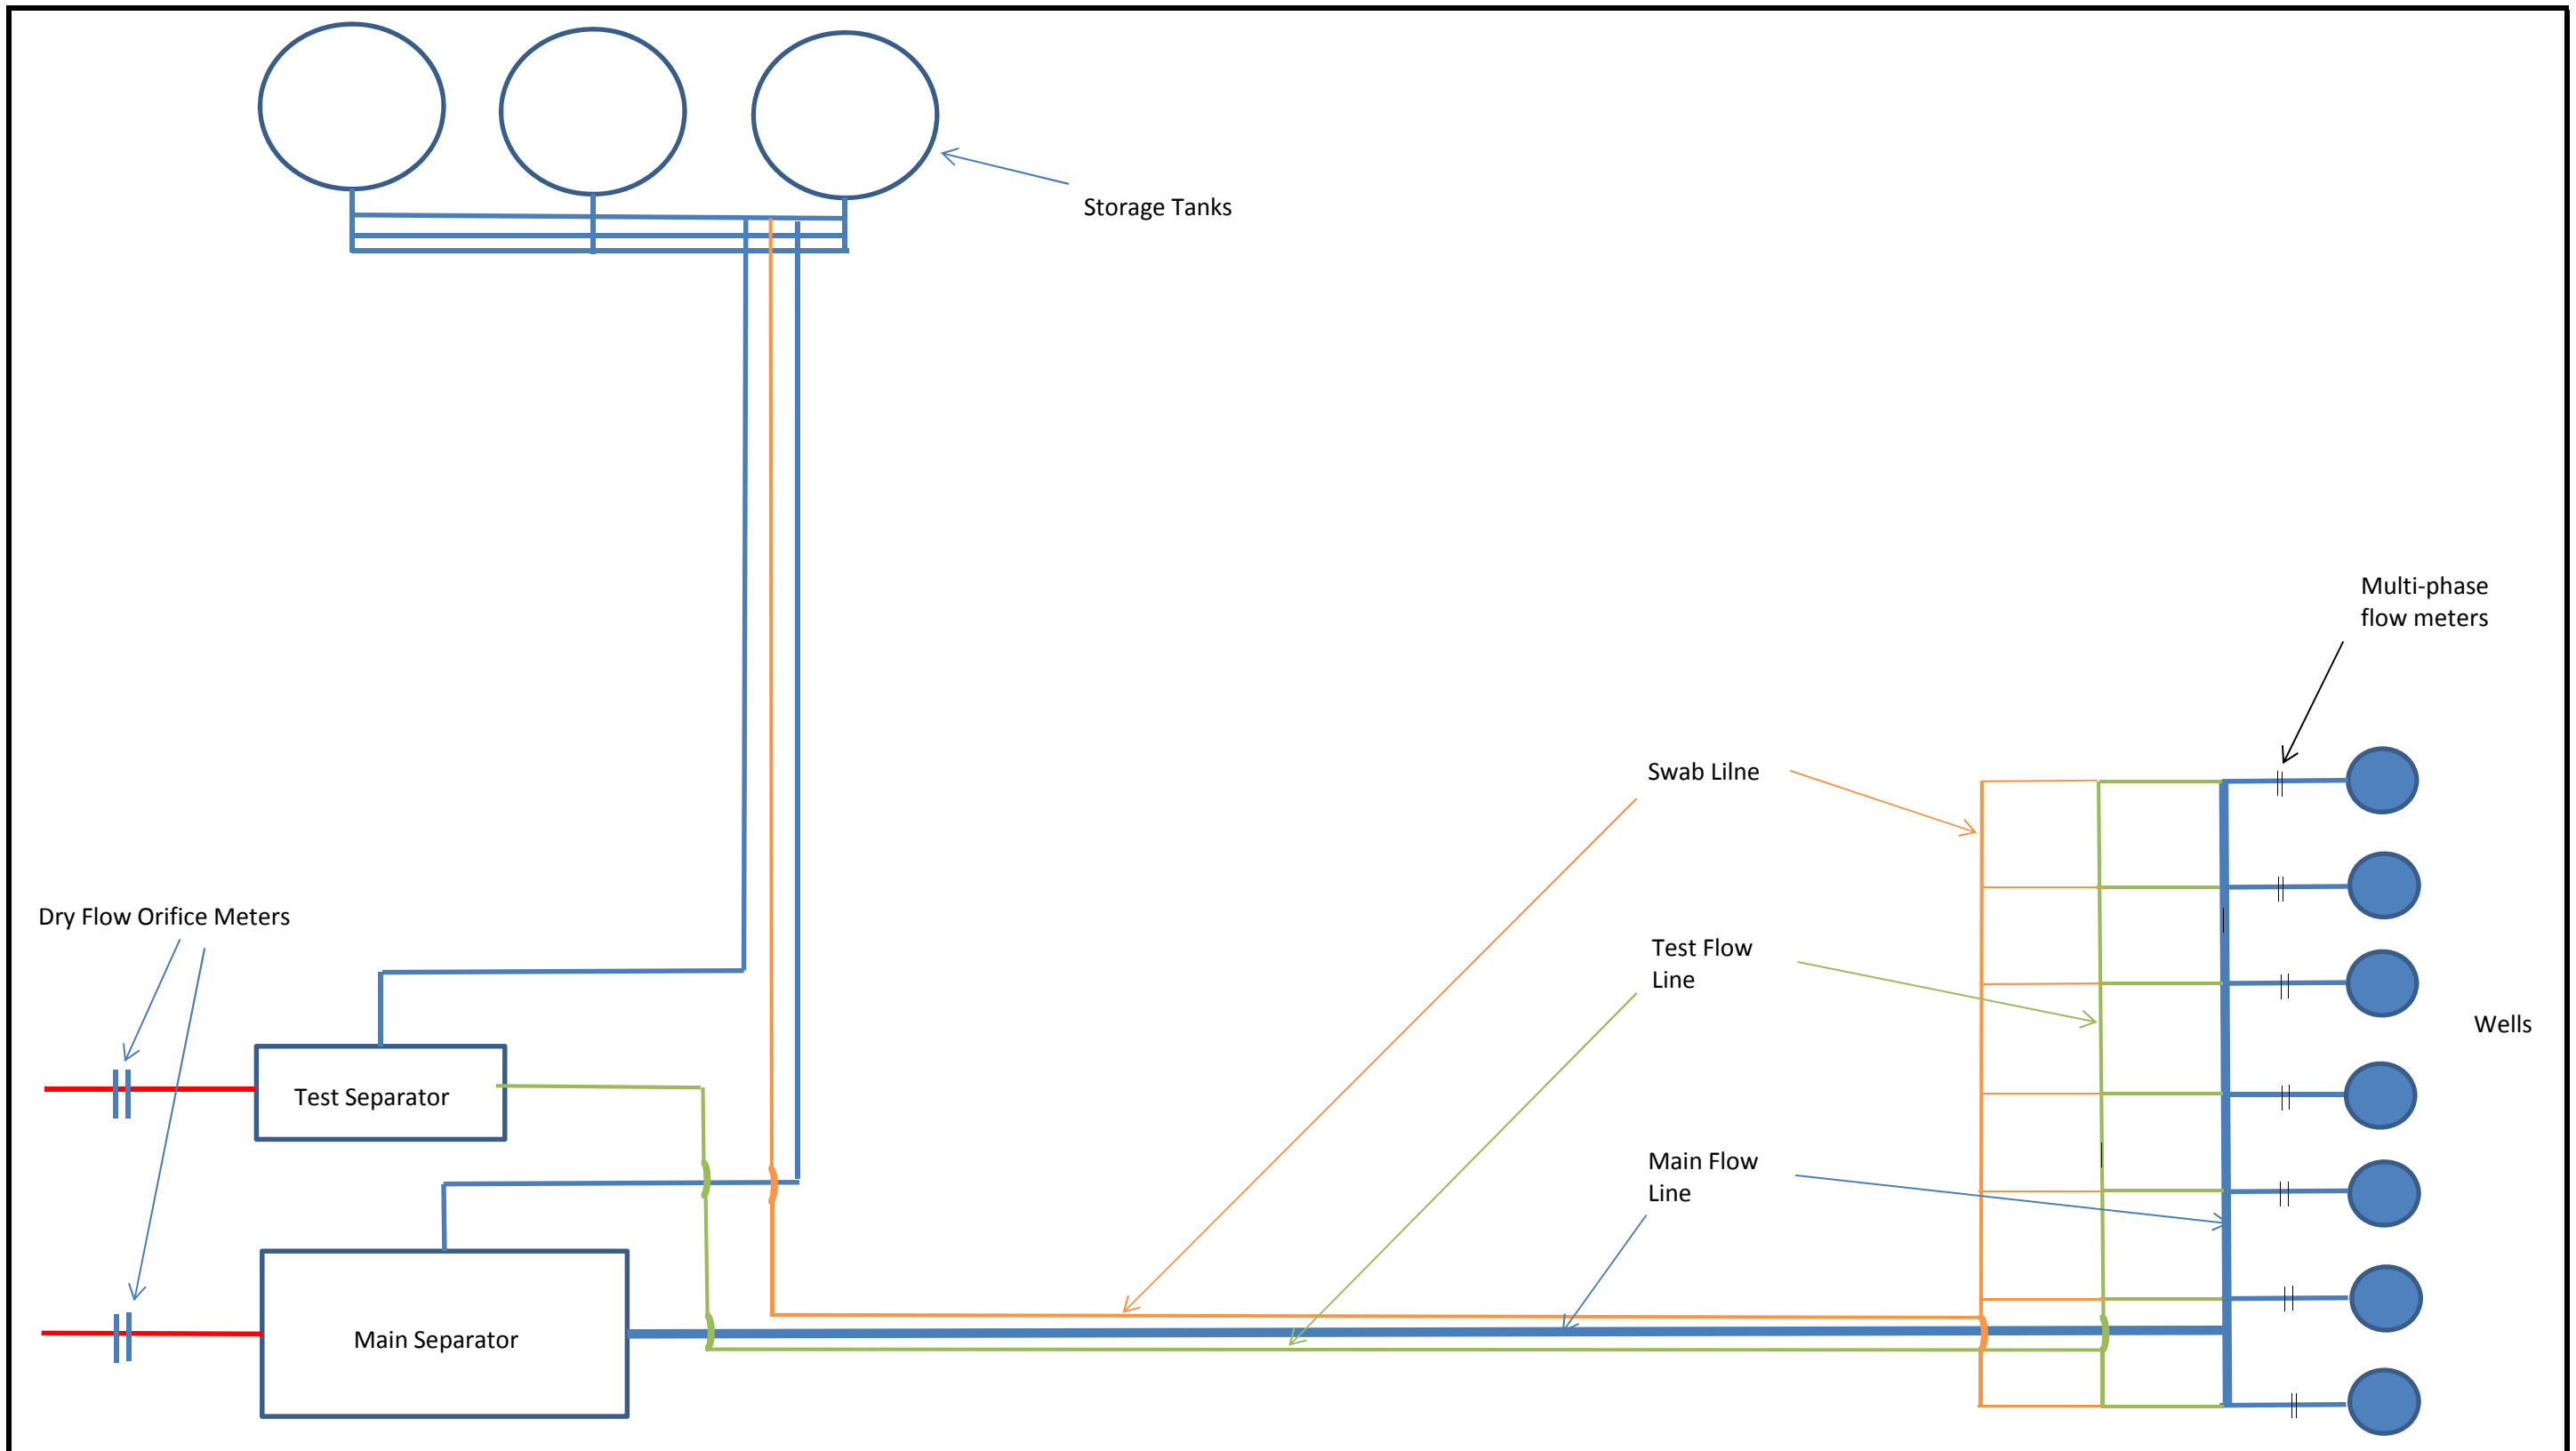 Storage Tanks
Multi-phase
flow meters
Swab Lilne
Dry Flow Orifice Meters
Test Flow
Line
Wells
Test Separator
Main Flow
Line
Main Separator